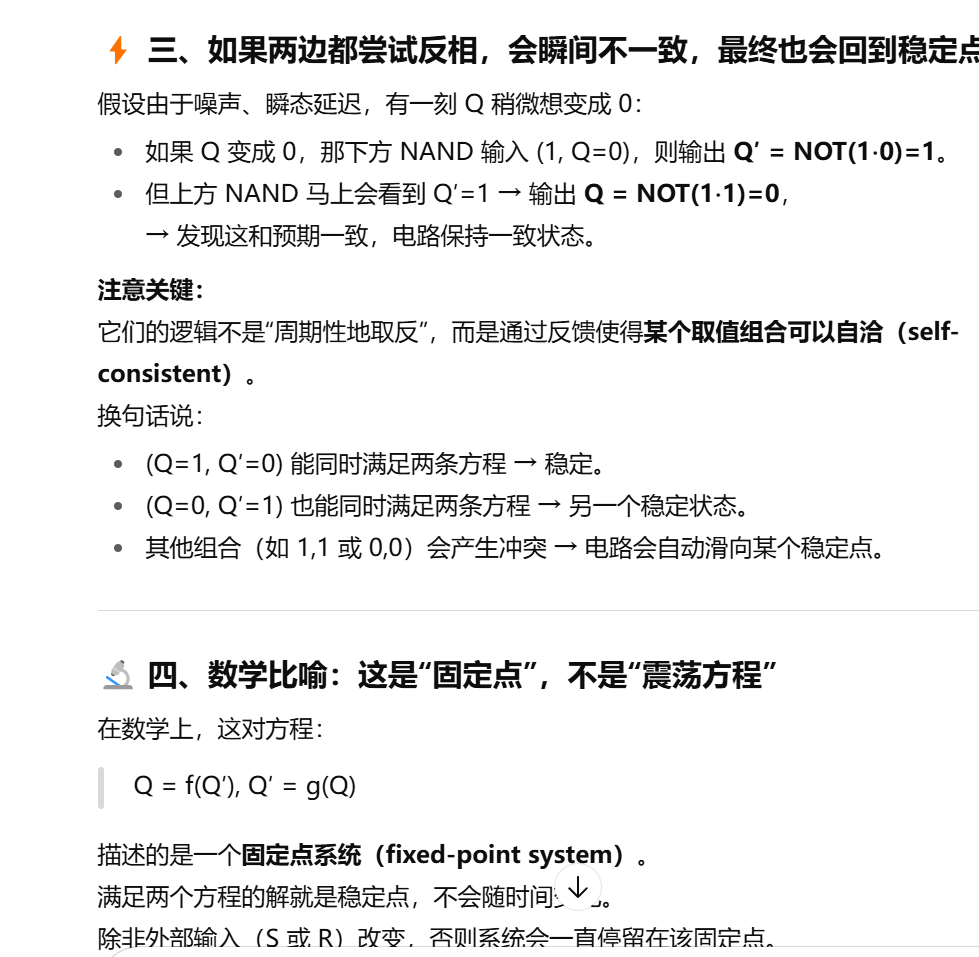 ⚡ 三、如果两边都尝试反相，会瞬间不一致，最终也会回到稳定点
假设由于噪声、瞬态延迟，有一刻 Q 稍微想变成 0：
• 如果 Q 变成 0，那下方 NAND 输入 (1, Q=0)，则输出 Q’ = NOT(1·0)=1。
• 但上方 NAND 马上会看到 Q’=1 → 输出 Q = NOT(1·1)=0，
→ 发现这和预期一致，电路保持一致状态。
注意关键：
它们的逻辑不是“周期性地取反”，而是通过反馈使得某个取值组合可以自洽（self-
consistent）。
换句话说：
• (Q=1, Q’=0) 能同时满足两条方程 → 稳定。
• (Q=0, Q’=1) 也能同时满足两条方程 → 另一个稳定状态。
• 其他组合（如 1,1 或 0,0）会产生冲突 → 电路会自动滑向某个稳定点。
🔬 四、数学比喻：这是“固定点”，不是“震荡方程”
在数学上，这对方程：
Q = f(Q’), Q’ = g(Q)
描述的是一个固定点系统（fixed-point system）。
满足两个方程的解就是稳定点，不会随时间。
除非外部输入（S 或 R）改变，否则系统会一直停留在该固定点。